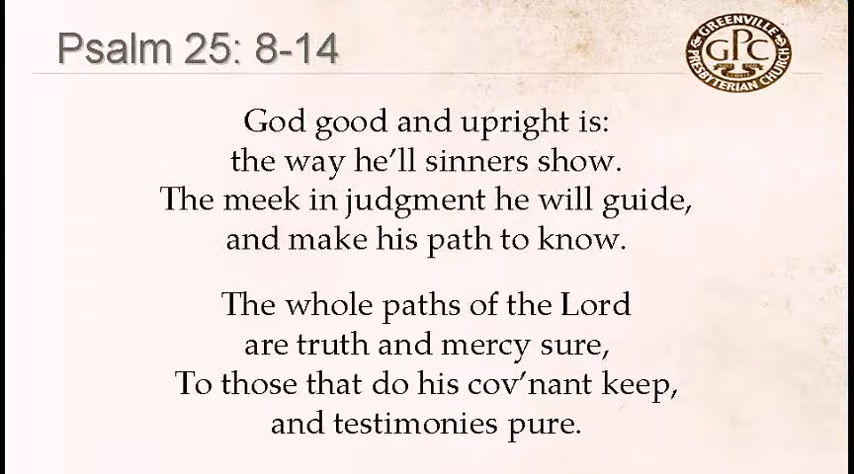 Psalm 25: 8-14
GREENVILLE
GPC
PRESBYTERIAN CHURCH
God good and upright is:
the way he’ll sinners show.
The meek in judgment he will guide,
and make his path to know.
The whole paths of the Lord
are truth and mercy sure,
To those that do his cov’nant keep,
and testimonies pure.